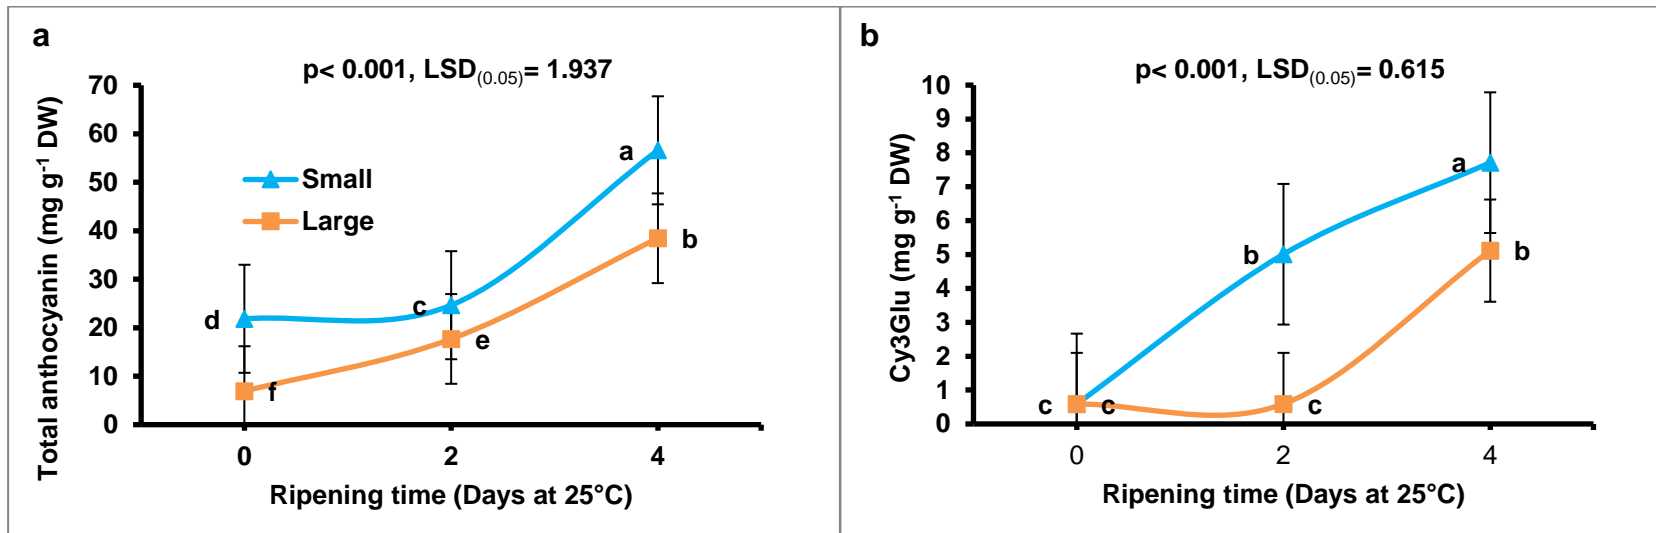 a
p< 0.001, LSD(0.05)= 1.937
Total anthocyanin (mg g-1 DW)
70
60
50
40
30
20
10
0
Small
Large
a
b
c
d
e
f
0 2 4
Ripening time (Days at 25°C)
b
p< 0.001, LSD(0.05)= 0.615
Cy3Glu (mg g-1 DW)
10
9
8
7
6
5
4
3
2
1
0
a
b
b
c c c
0 2 4
Ripening time (Days at 25°C)